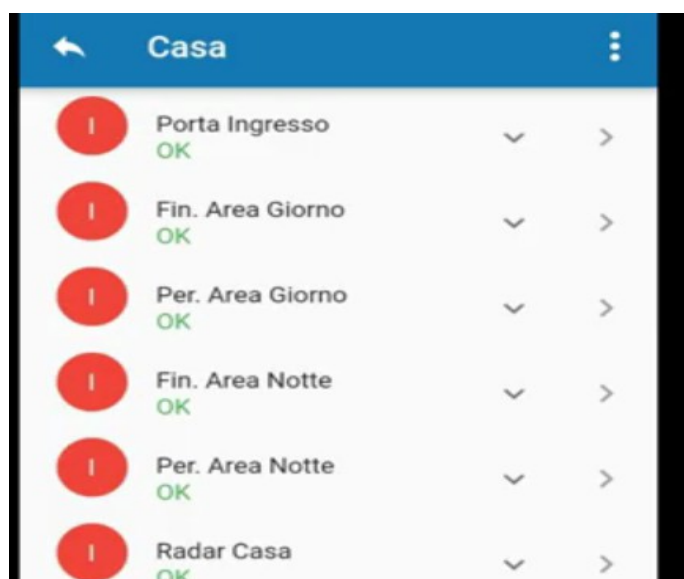 Casa
I
Porta Ingresso
OK
I
Fin. Area Giorno
OK
I
Per. Area Giorno
OK
I
Fin. Area Notte
OK
I
Per. Area Notte
OK
I
Radar Casa
OK